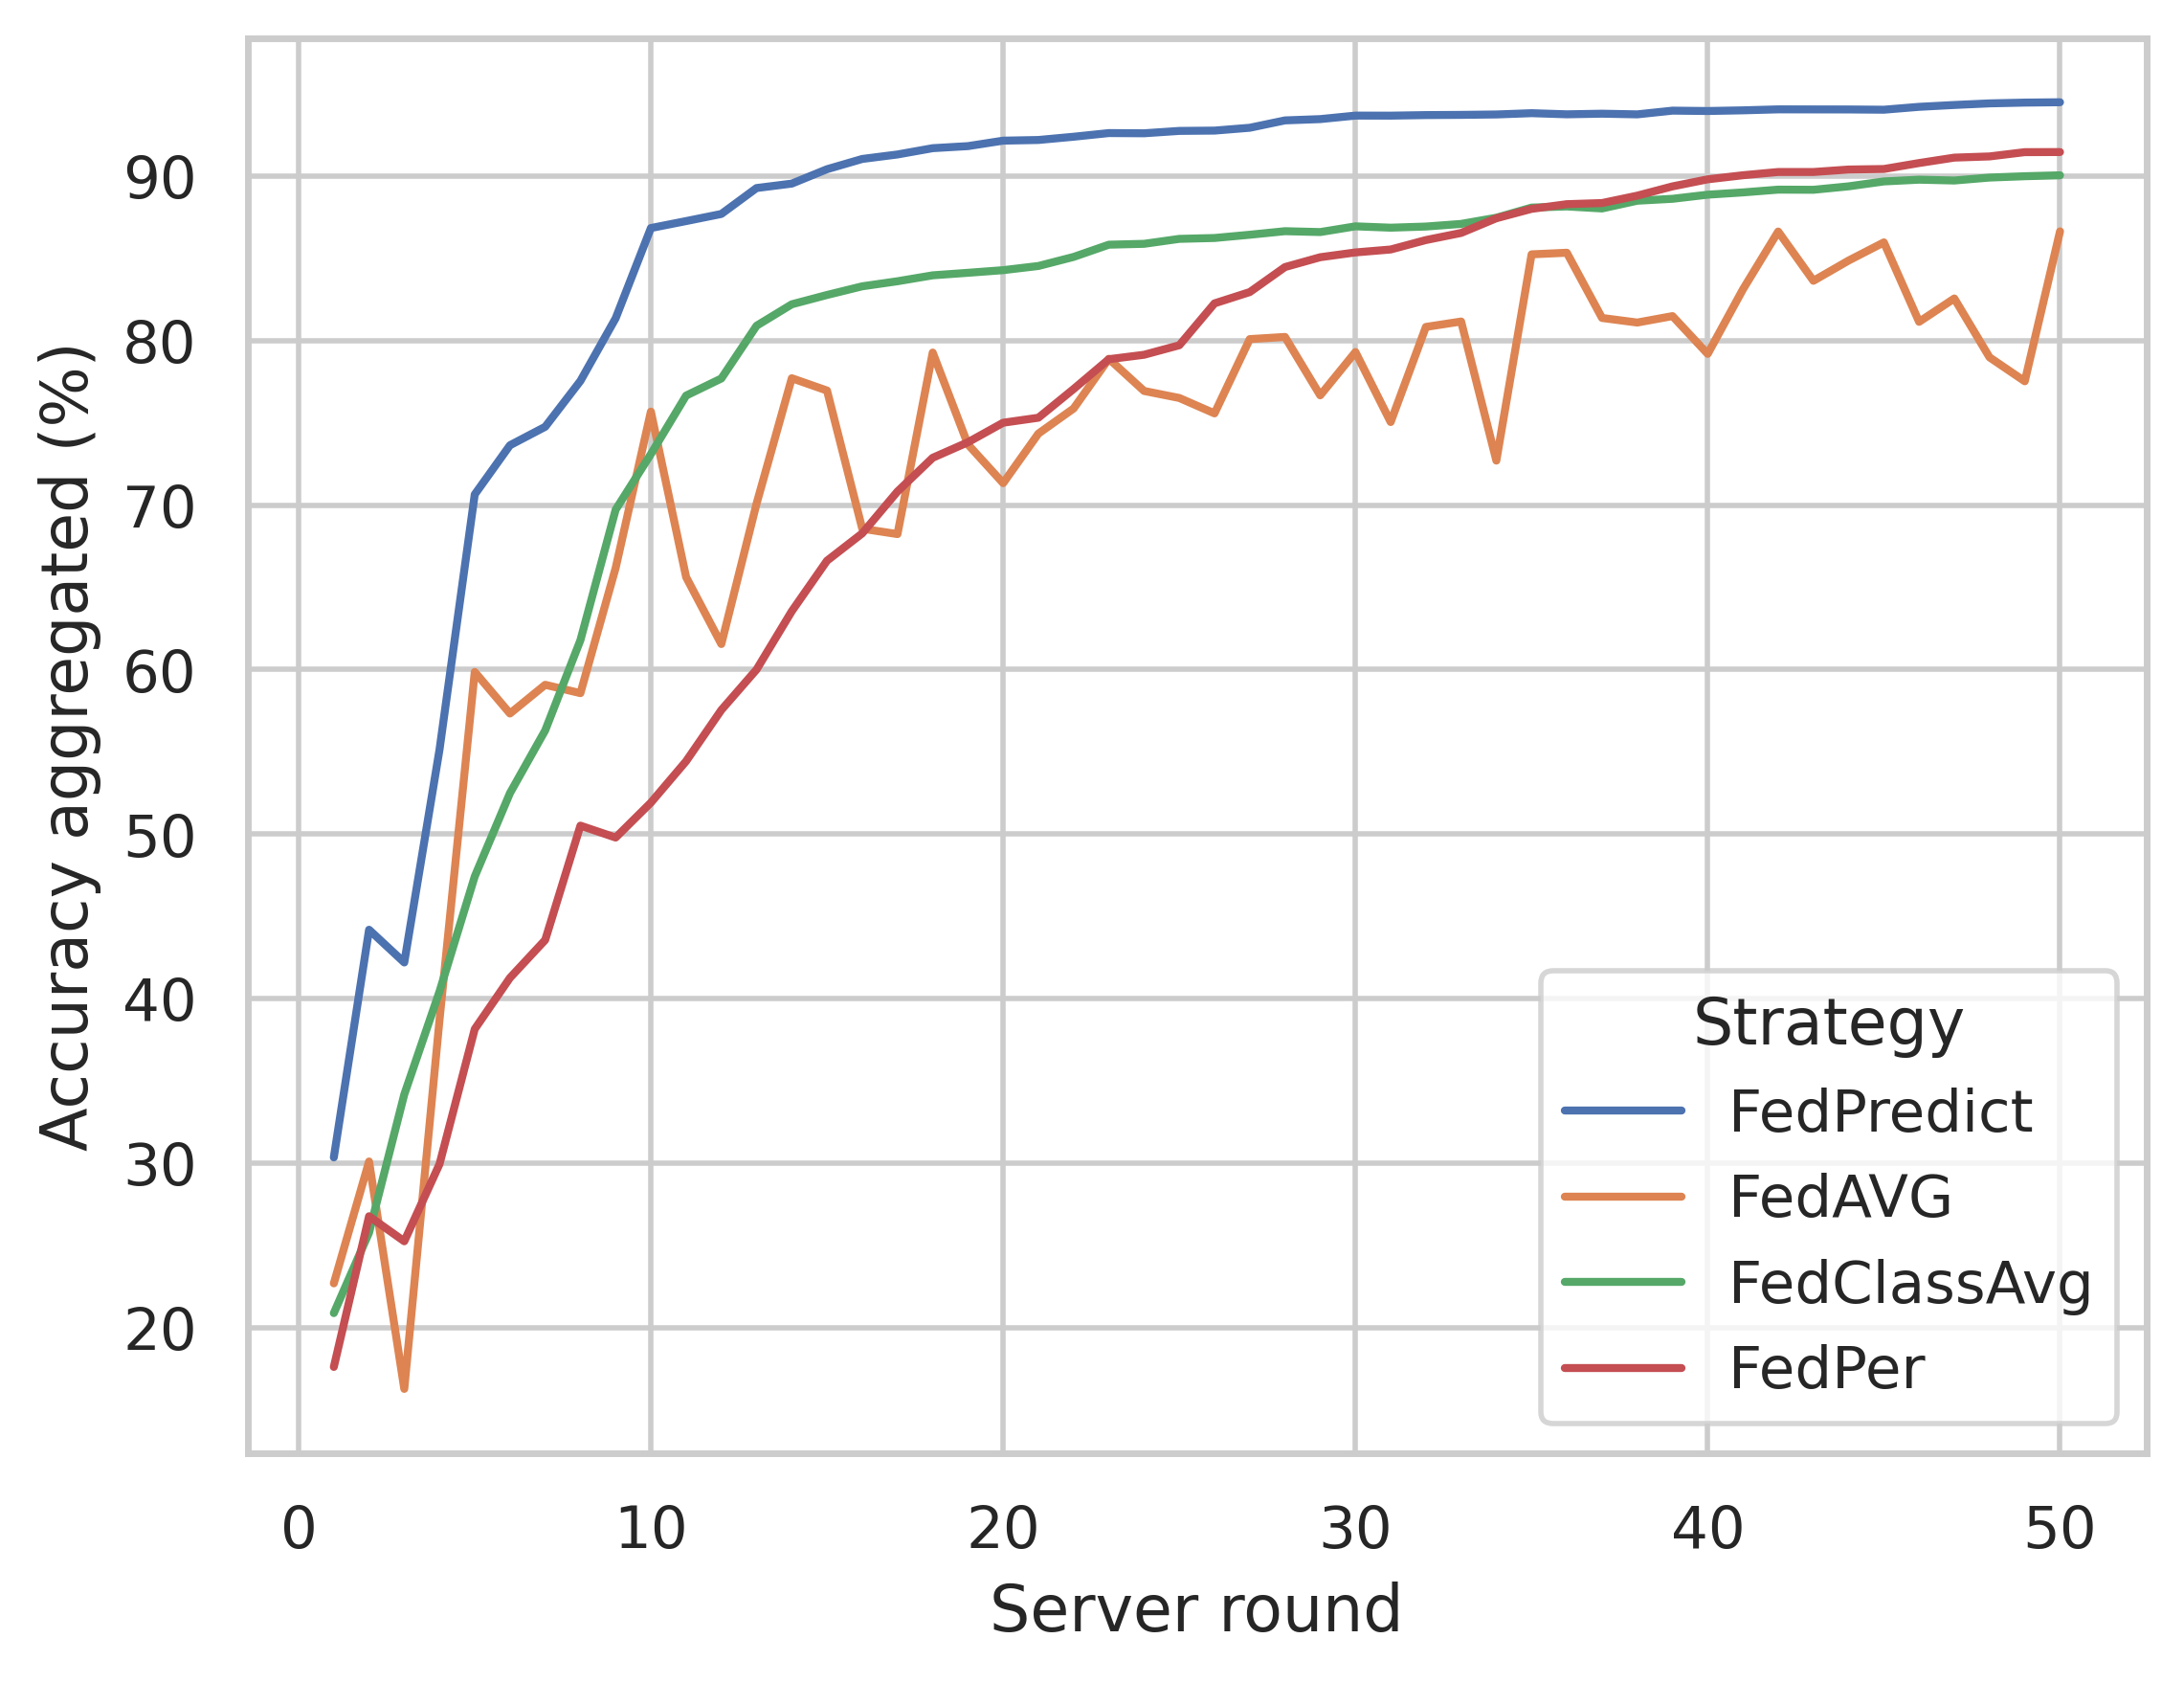 Accuracy aggregated (%)
90
80
70
60
50
40
30
20
0 10 20 30 40 50
Server round
Strategy
FedPredict
FedAVG
FedClassAvg
FedPer